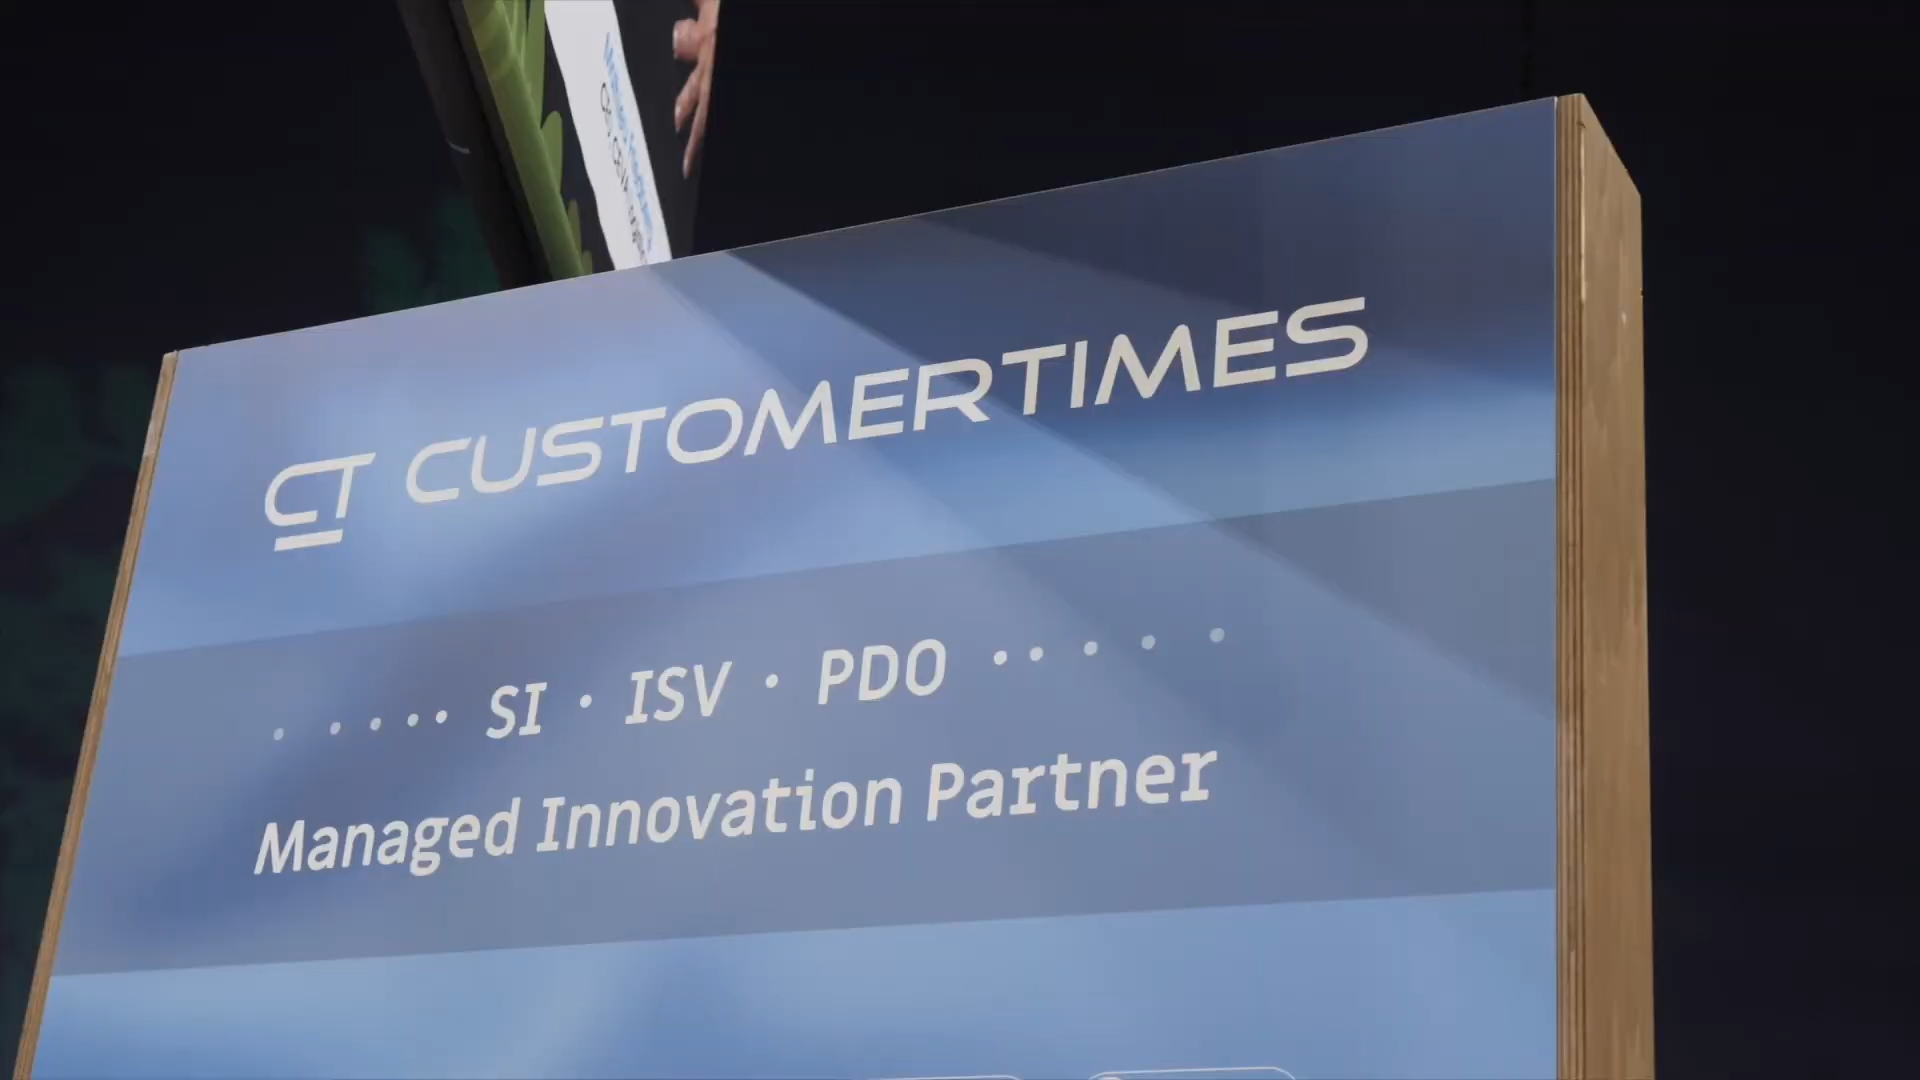 CT CUSTOMERTIMES
····· SI · ISV · PDO ·····
Managed Innovation Partner